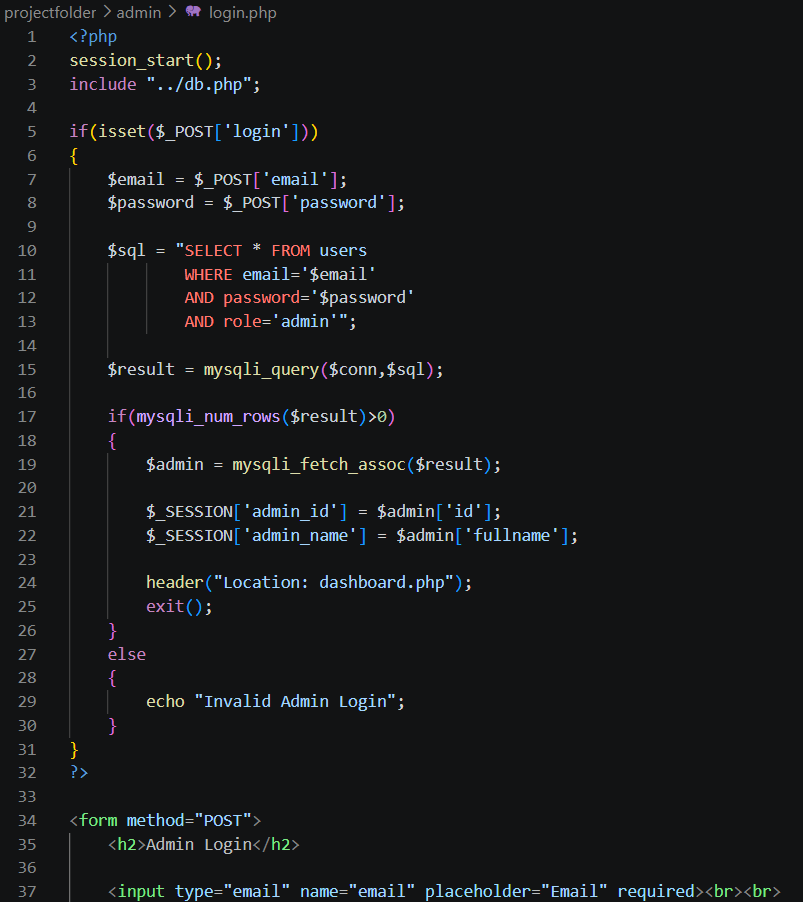 projectfolder > admin > login.php
1 <?php
2 session_start();
3 include "../db.php";
4
5 if(isset($_POST['login']))
6 {
7 $email = $_POST['email'];
8 $password = $_POST['password'];
9
10 $sql = "SELECT * FROM users
11 WHERE email='$email'
12 AND password='$password'
13 AND role='admin'";
14
15 $result = mysqli_query($conn,$sql);
16
17 if(mysqli_num_rows($result)>0)
18 {
19 $admin = mysqli_fetch_assoc($result);
20
21 $_SESSION['admin_id'] = $admin['id'];
22 $_SESSION['admin_name'] = $admin['fullname'];
23
24 header("Location: dashboard.php");
25 exit();
26 }
27 else
28 {
29 echo "Invalid Admin Login";
30 }
31 }
32 ?>
33
34 <form method="POST">
35 <h2>Admin Login</h2>
36
37 <input type="email" name="email" placeholder="Email" required><br><br>